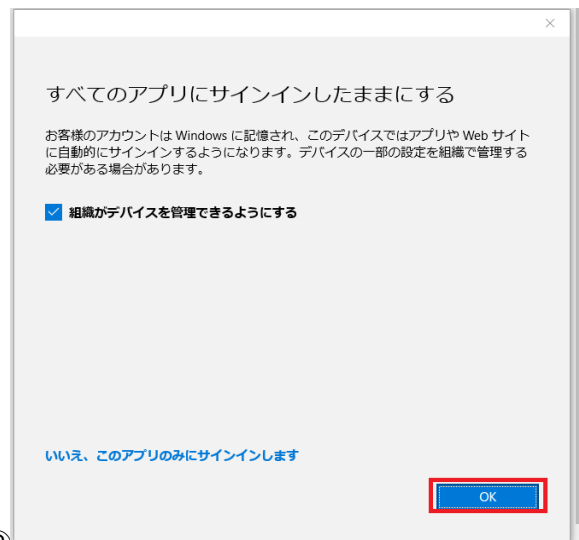 すべてのアプリにサインインしたままにする
お客様のアカウントは Windows に記憶され、このデバイスではアプリや Web サイト
に自動的にサインインするようになります。デバイスの一部の設定を組織で管理する
必要がある場合があります。
組織がデバイスを管理できるようにする
いいえ、このアプリのみにサインインします
OK